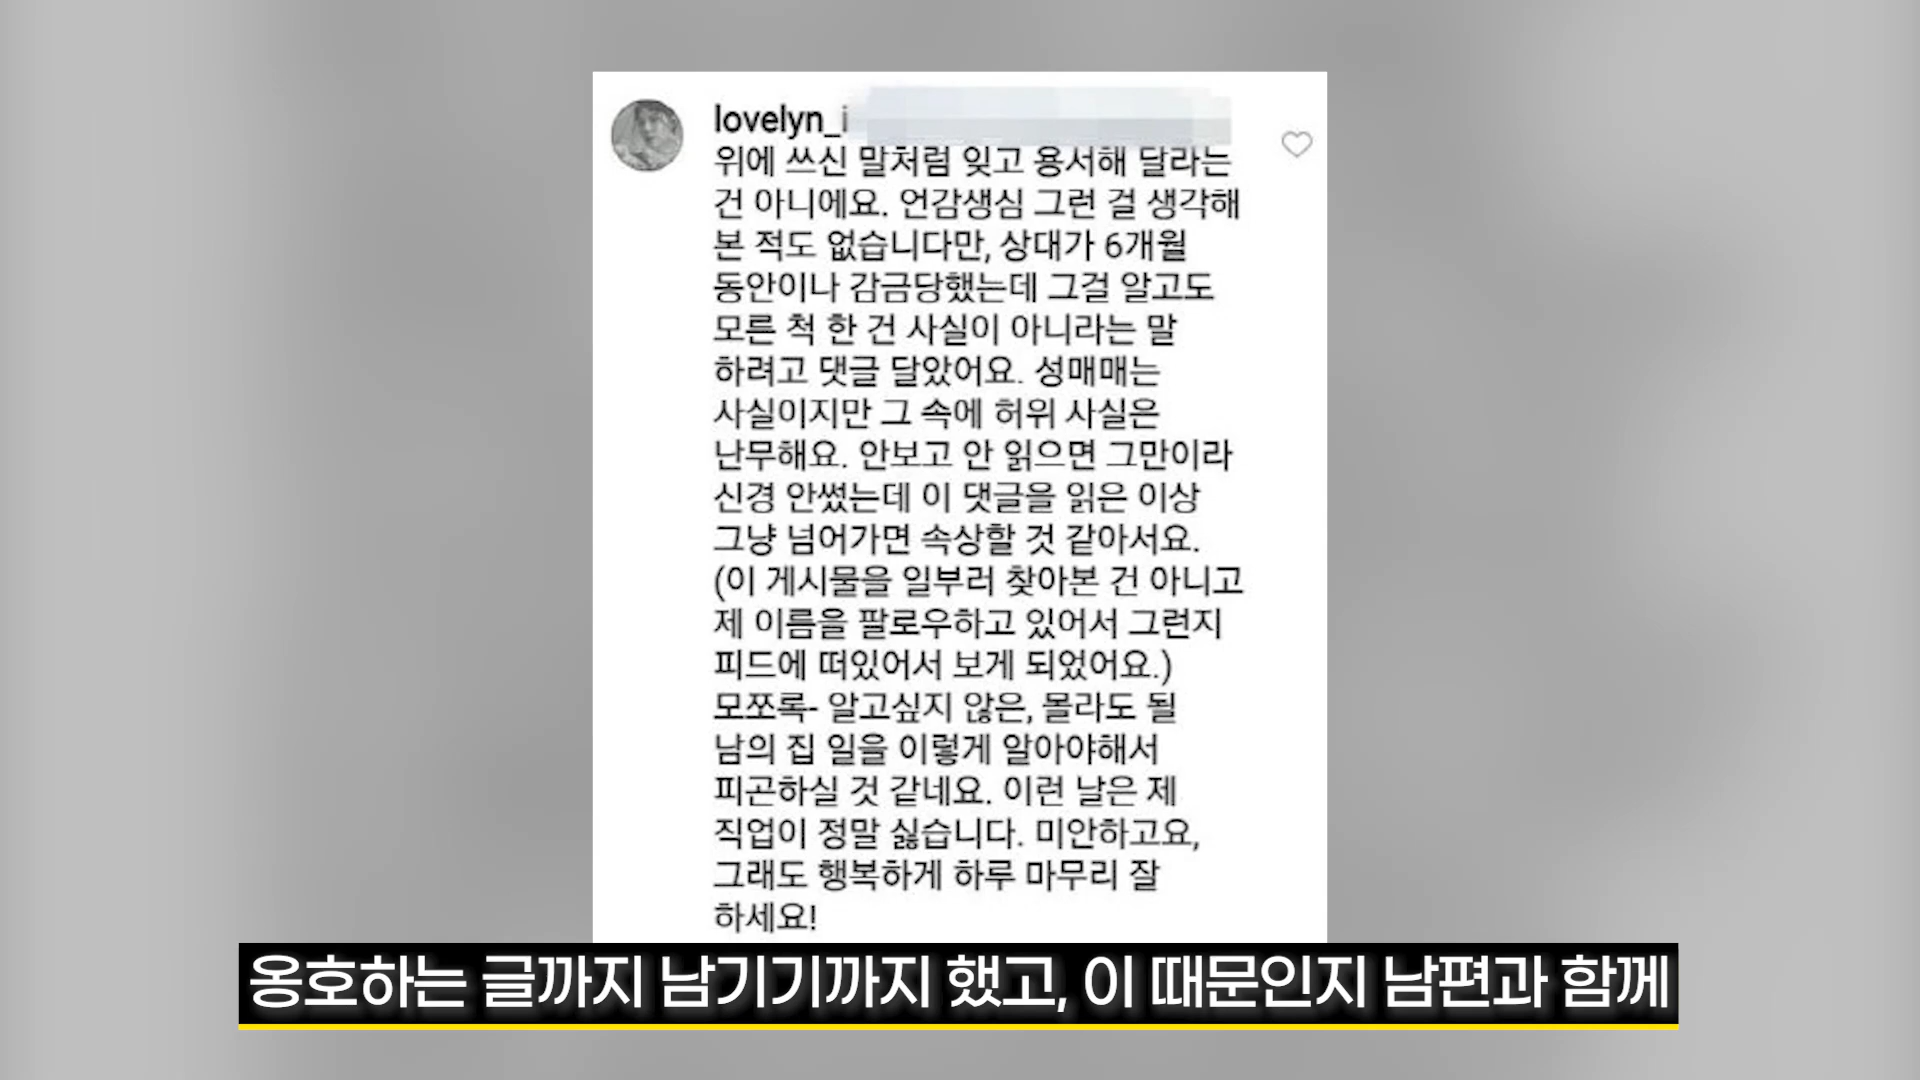 lovelyn_i
위에 쓰신 말처럼 잊고 용서해 달라는
건 아니에요. 언감생심 그런 걸 생각해
본 적도 없습니다만, 상대가 6개월
동안이나 감금당했는데 그걸 알고도
모른 척 한 건 사실이 아니라는 말
하려고 댓글 달았어요. 성매매는
사실이지만 그 속에 허위 사실은
난무해요. 안보고 안 읽으면 그만이라
신경 안썼는데 이 댓글을 읽은 이상
그냥 넘어가면 속상할 것 같아서요.
(이 게시물을 일부러 찾아본 건 아니고
제 이름을 팔로우하고 있어서 그런지
피드에 떠있어서 보게 되었어요.)
모쪼록- 알고싶지 않은, 몰라도 될
남의 집 일을 이렇게 알아야해서
피곤하실 것 같네요. 이런 날은 제
직업이 정말 싫습니다. 미안하고요,
그래도 행복하게 하루 마무리 잘
하세요!
옹호하는 글까지 남기기까지 했고, 이 때문인지 남편과 함께